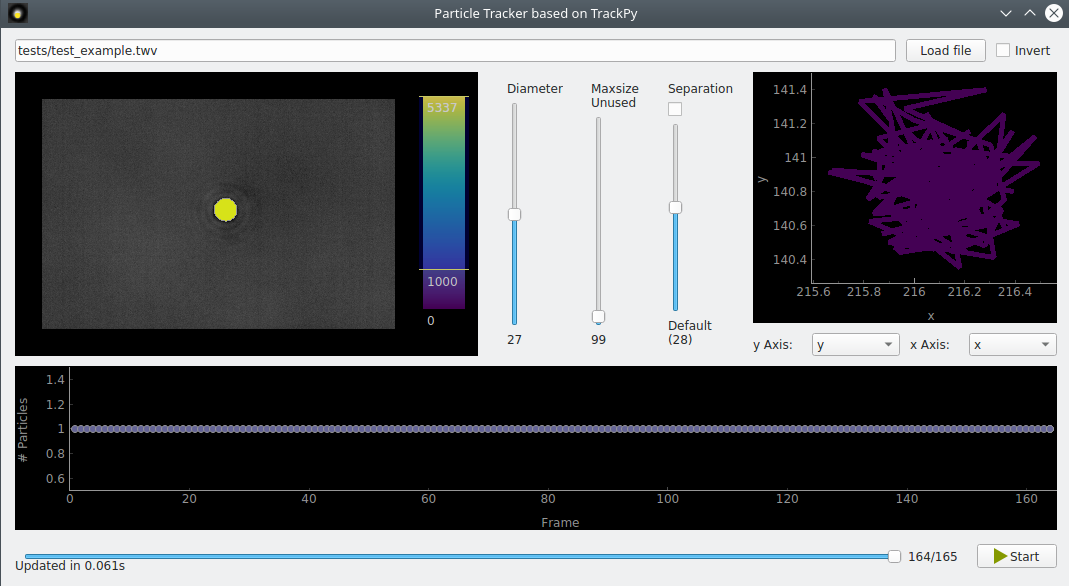 Particle Tracker based on TrackPy
tests/test_example.twv
Load file
Invert
5337
1000
0
Diameter
27
Maxsize
Unused
99
Separation
Default
(28)
141.4
141.2
141
140.8
140.6
140.4
y
215.6 215.8 216 216.2 216.4
x
y Axis: y x Axis: x
# Particles
1.4
1.2
1
0.8
0.6
0 20 40 60 80 100 120 140 160
Frame
164/165
Start
Updated in 0.061s